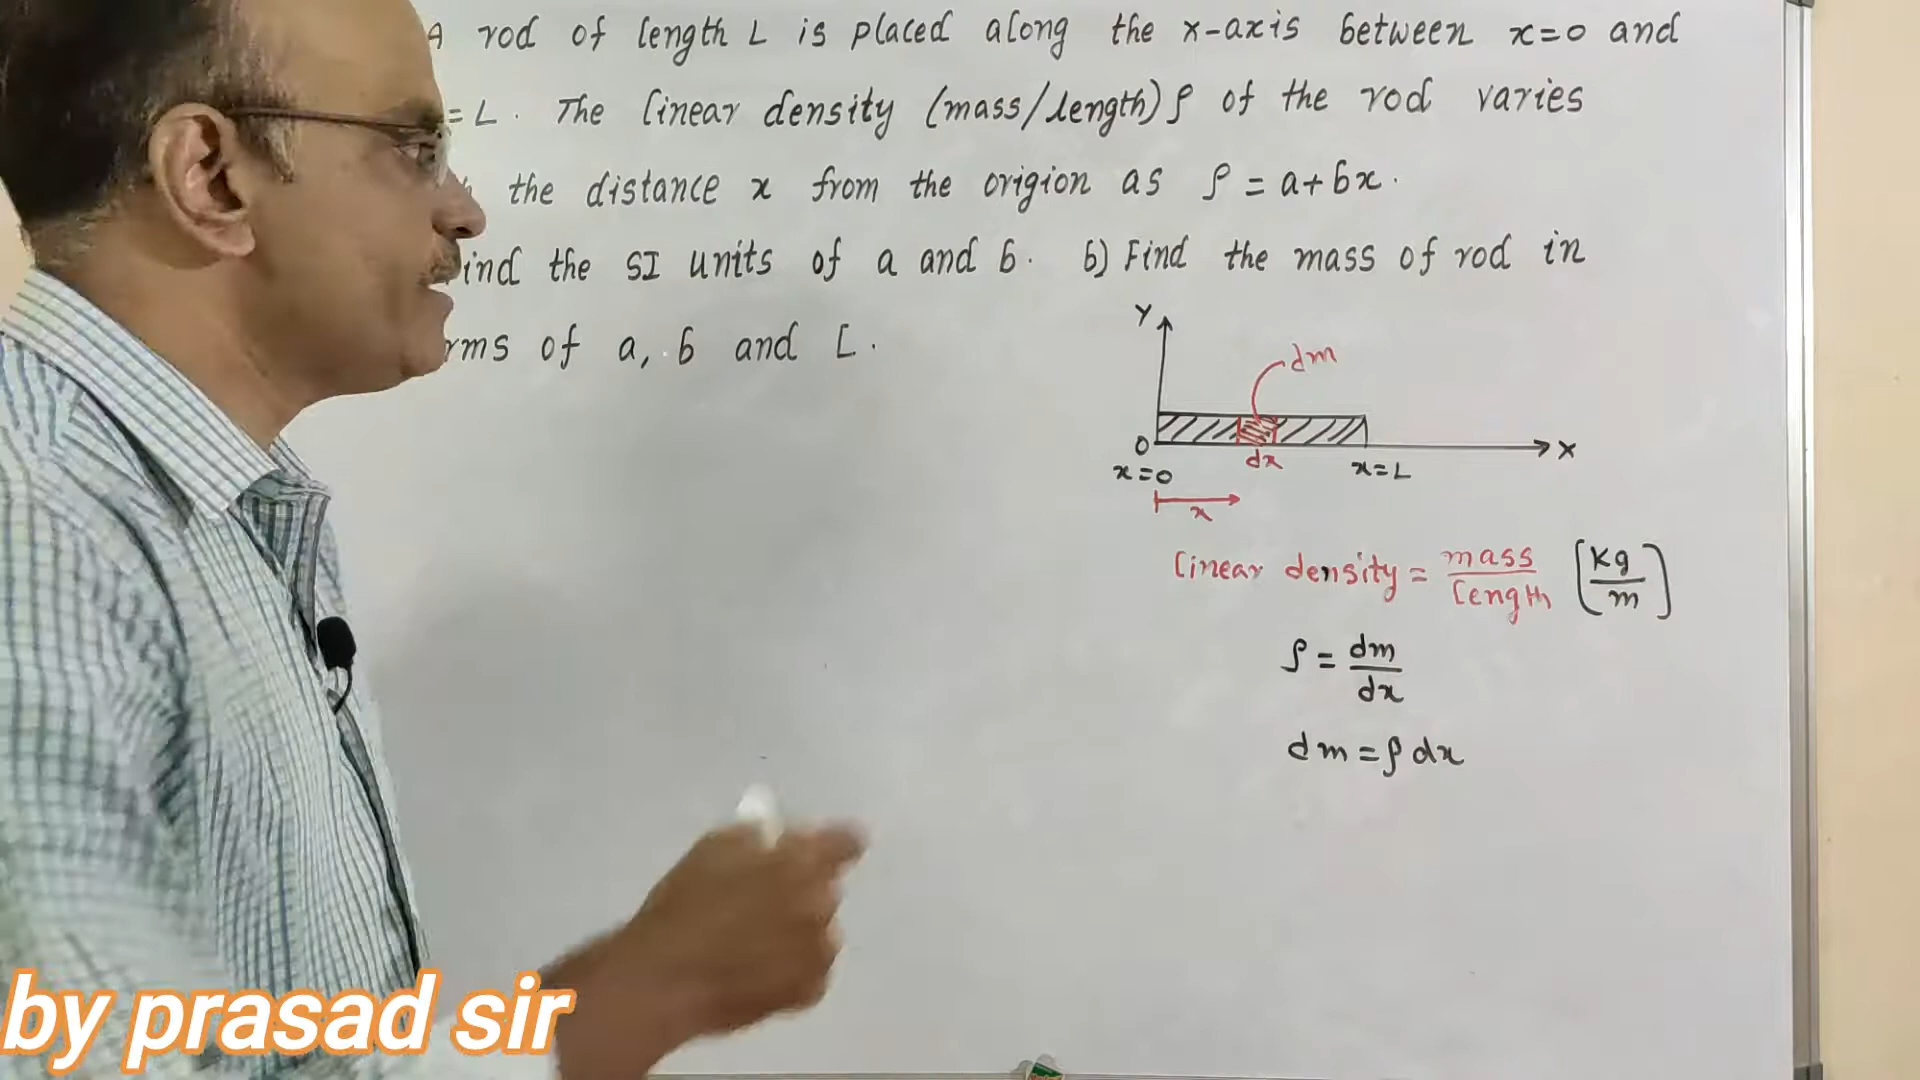 A rod of length L is placed along the x-axis between x=0 and
=L. The linear density (mass/length) ρ of the rod varies
the distance x from the origion as ρ = a+bx.
ind the SI units of a and b. b) Find the mass of rod in
rms of a, b and L.
Y
dm
O
X
dx
x=0
x=L
x
Linear density = mass/Length [kg/m]
ρ = dm/dx
dm = ρ dx
by prasad sir